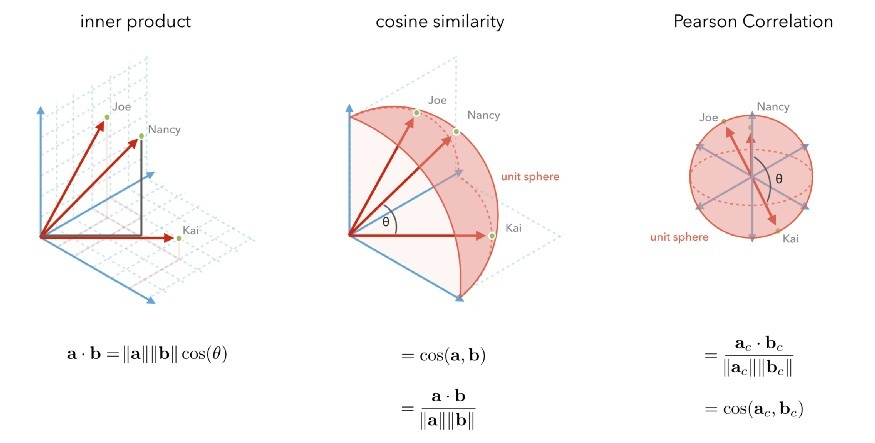 inner product
Joe
Nancy
Kai
a · b = ‖a‖‖b‖ cos(θ)
cosine similarity
Joe
Nancy
unit sphere
θ
Kai
= cos(a, b)
= a · b / ‖a‖‖b‖
Pearson Correlation
Nancy
Joe
θ
unit sphere
Kai
= a_c · b_c / ‖a_c‖‖b_c‖
= cos(a_c, b_c)